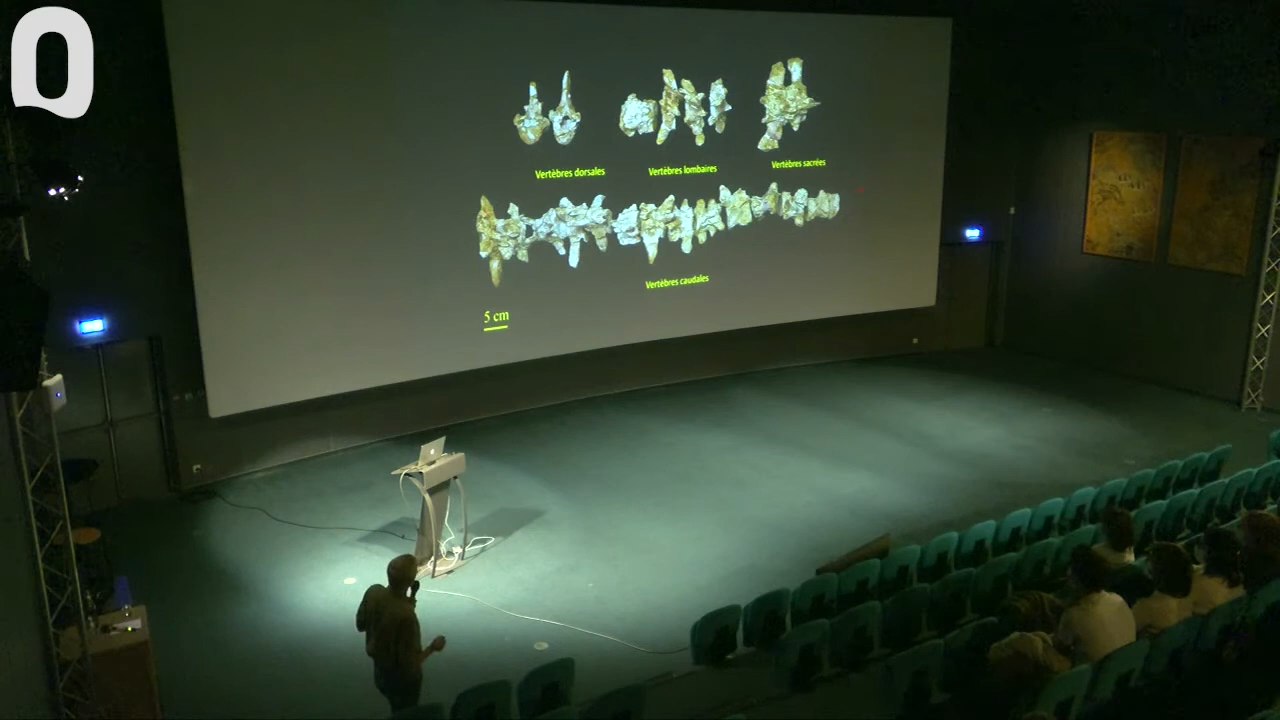 Q
Vertèbres dorsales
Vertèbres lombaires
Vertèbres sacrées
Vertèbres caudales
5 cm